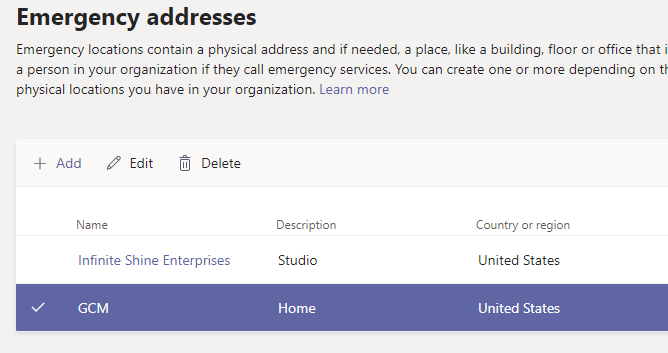 Emergency addresses
Emergency locations contain a physical address and if needed, a place, like a building, floor or office that
a person in your organization if they call emergency services. You can create one or more depending on
physical locations you have in your organization. Learn more
Add Edit Delete
Name Description Country or region
Infinite Shine Enterprises Studio United States
GCM Home United States